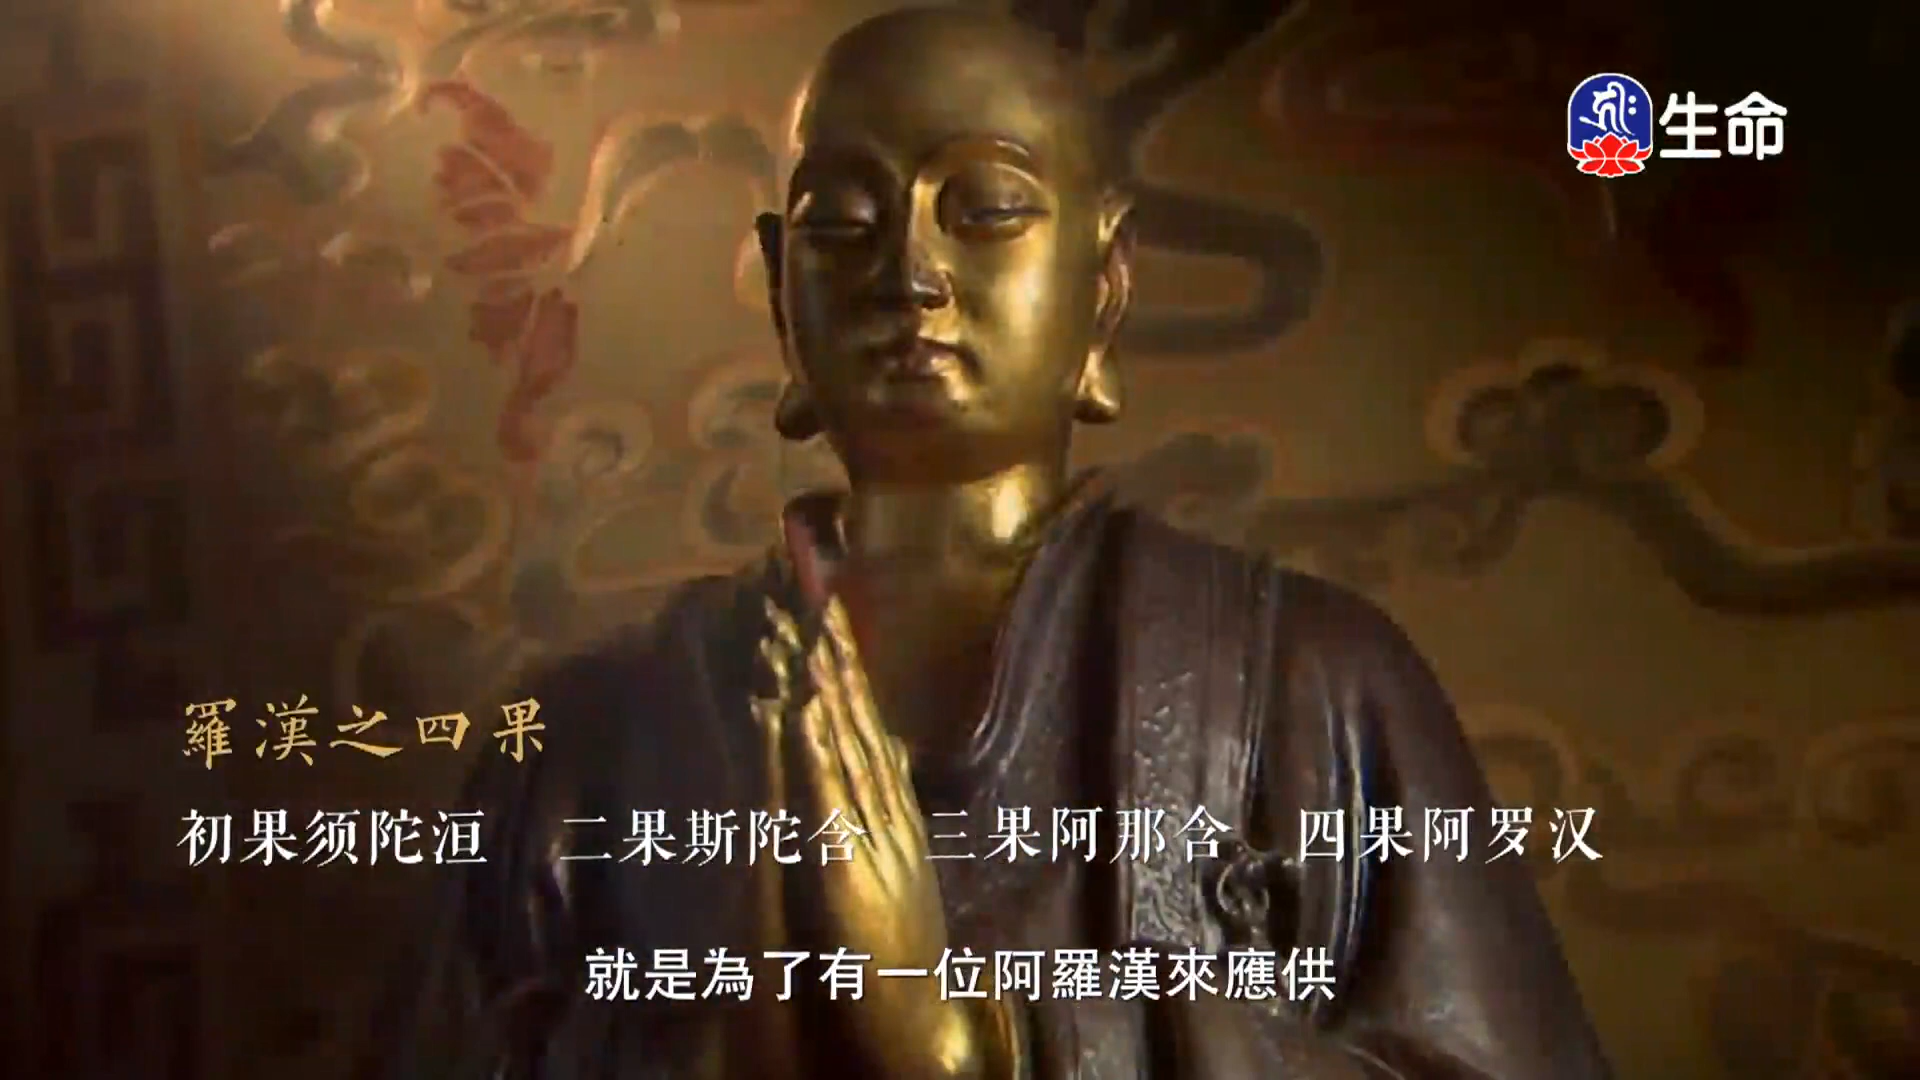 生命
羅漢之四果
初果须陀洹 二果斯陀含 三果阿那含 四果阿罗汉
就是為了有一位阿羅漢來應供